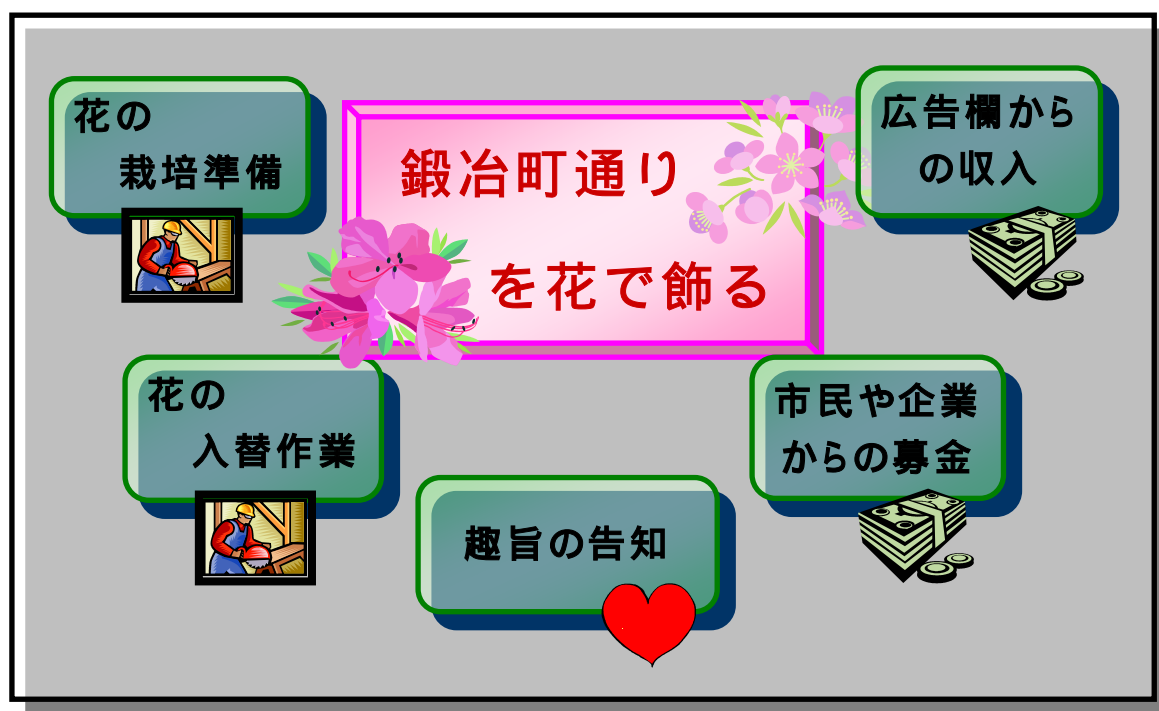 花の
栽培準備
鍛冶町通り
を花で飾る
広告欄から
の収入
花の
入替作業
市民や企業
からの募金
趣旨の告知